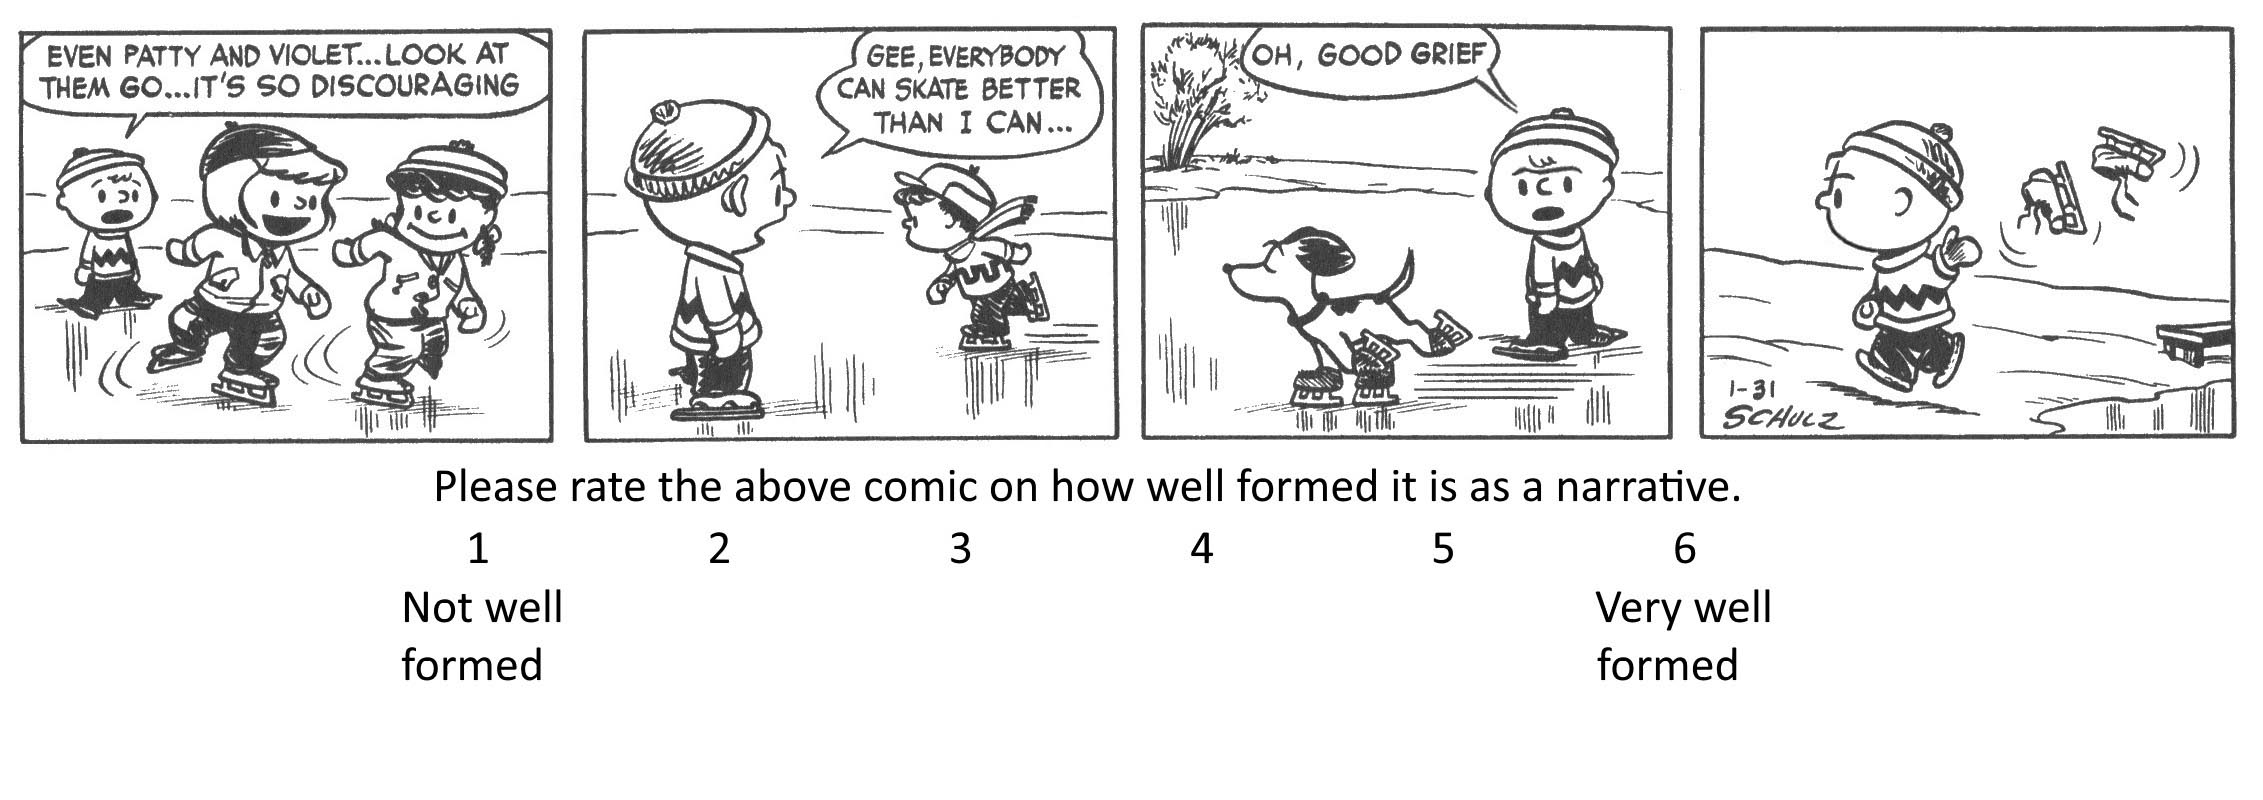 EVEN PATTY AND VIOLET...LOOK AT
THEM GO...IT'S SO DISCOURAGING
GEE, EVERYBODY
CAN SKATE BETTER
THAN I CAN...
OH, GOOD GRIEF
1-31
SCHULZ
Please rate the above comic on how well formed it is as a narrative.
1 2 3 4 5 6
Not well Very well
formed formed